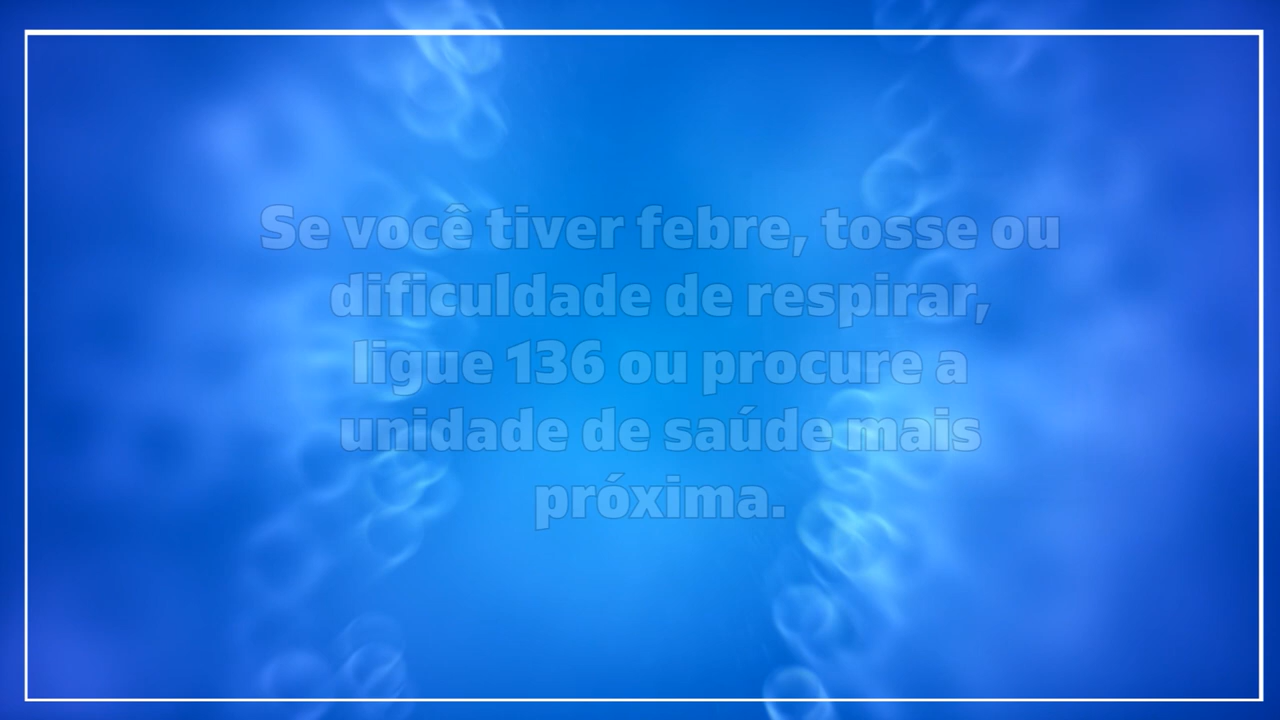 Se você tiver febre, tosse ou
dificuldade de respirar,
ligue 136 ou procure a
unidade de saúde mais
próxima.